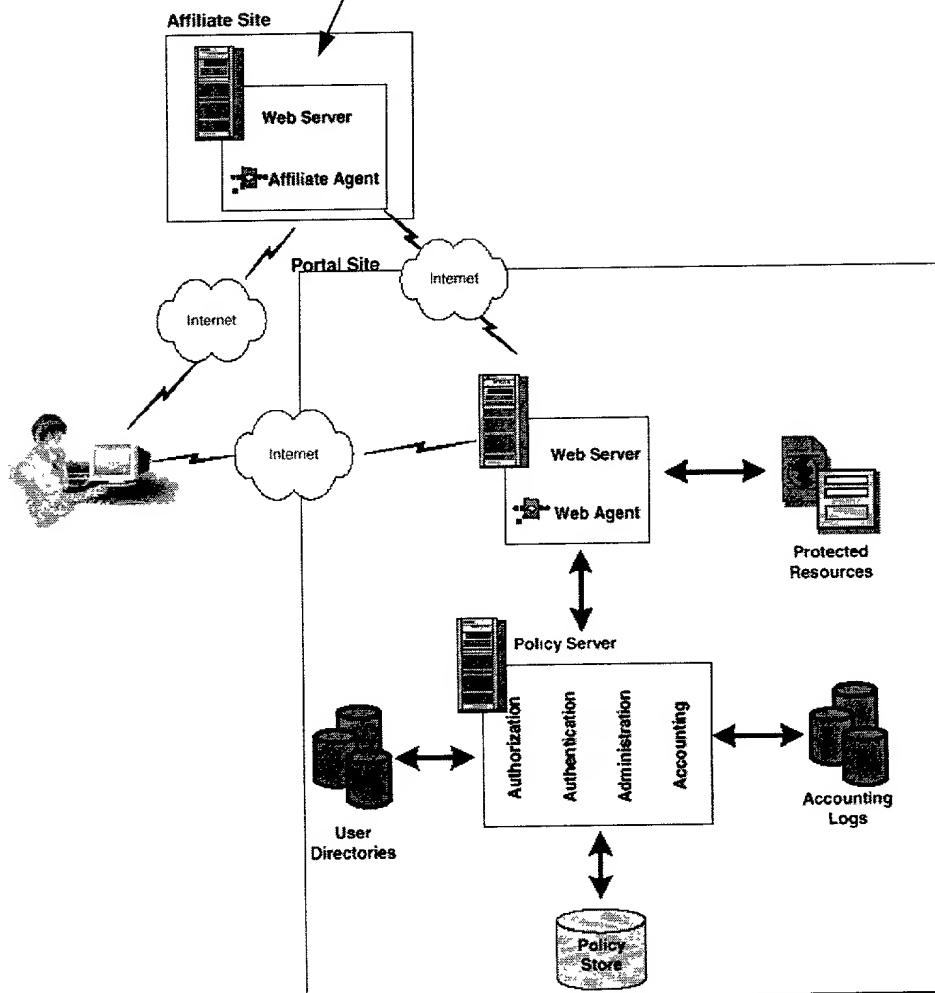 Affiliate Site
Web Server
Affiliate Agent
Portal Site
Internet
Internet
Internet
Web Server
Web Agent
Protected
Resources
Policy Server
Authorization
Authentication
Administration
Accounting
User
Directories
Accounting
Logs
Policy
Store